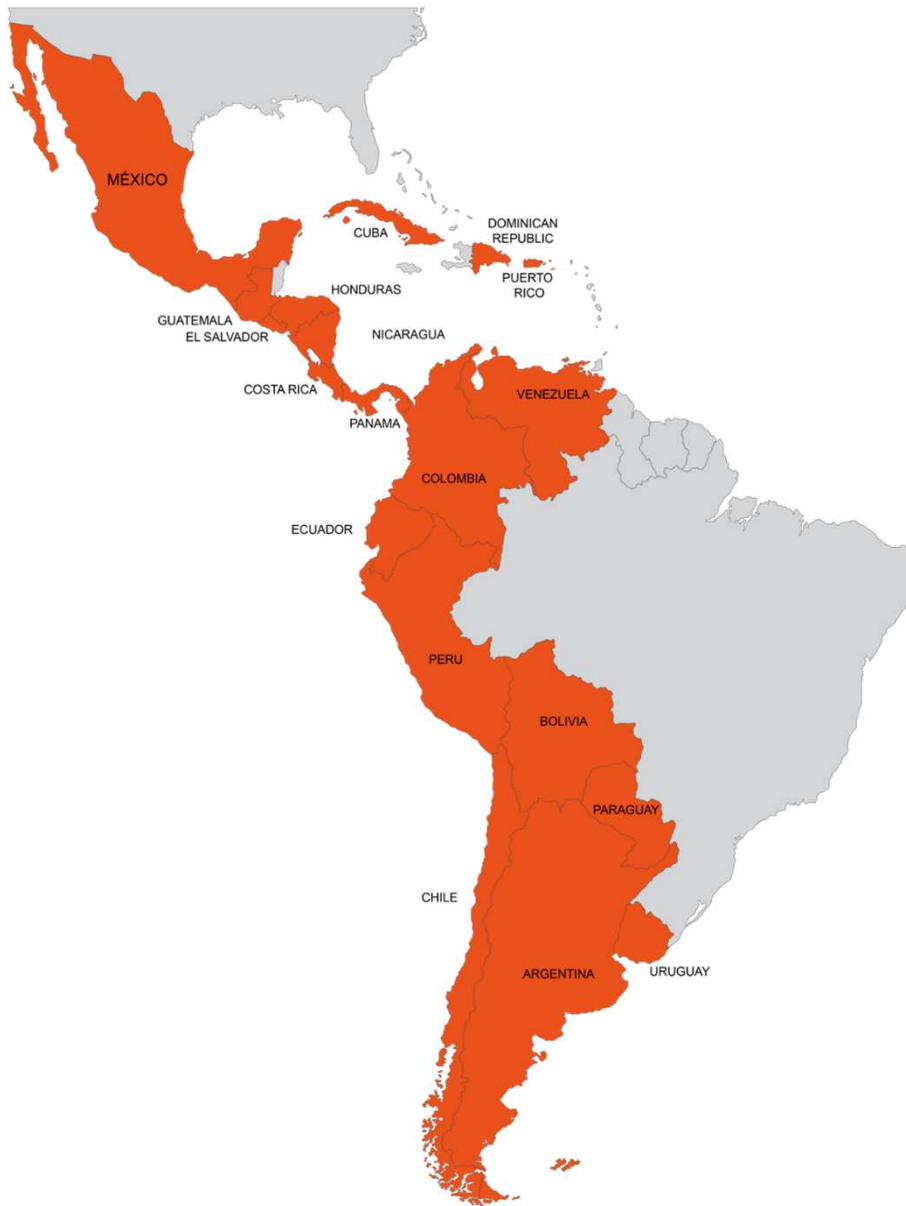 MÉXICO
CUBA
DOMINICAN
REPUBLIC
PUERTO
RICO
HONDURAS
GUATEMALA
EL SALVADOR
NICARAGUA
COSTA RICA
PANAMA
VENEZUELA
COLOMBIA
ECUADOR
PERU
BOLIVIA
PARAGUAY
CHILE
ARGENTINA
URUGUAY